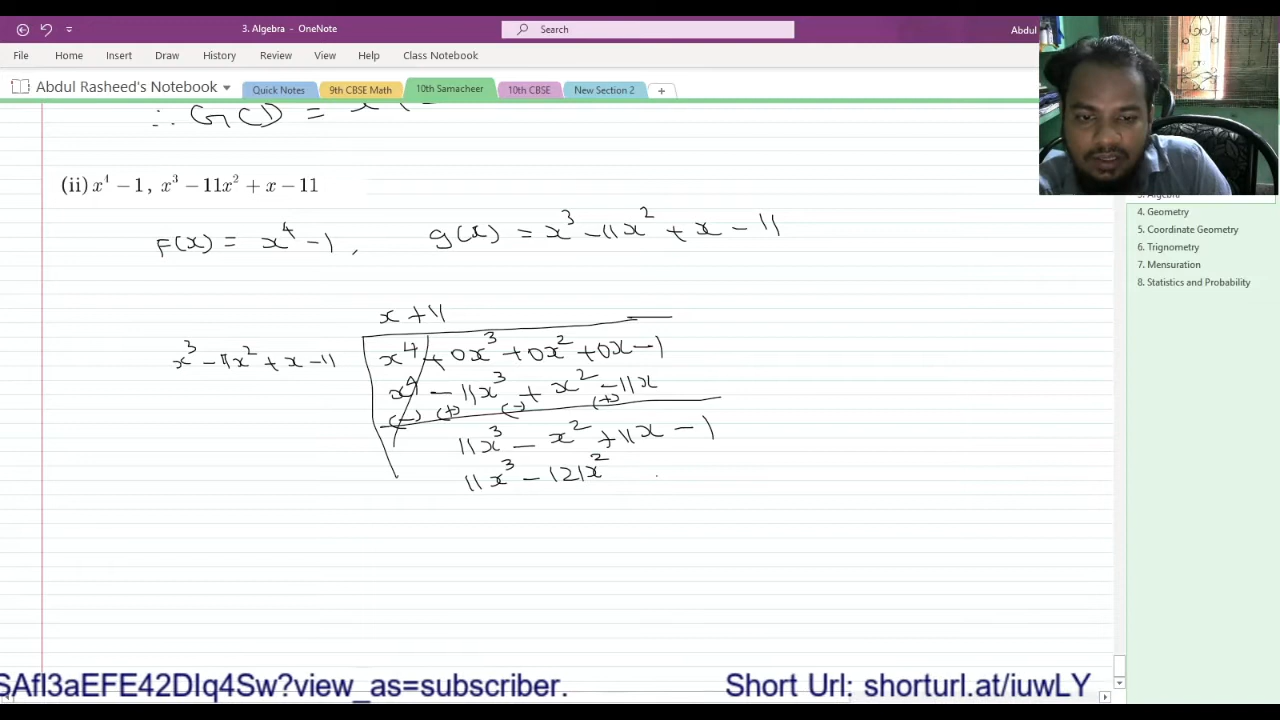 3. Algebra - OneNote
Search
Abdul
File Home Insert Draw History Review View Help Class Notebook
Abdul Rasheed's Notebook
Quick Notes 9th CBSE Math 10th Samacheer 10th CBSE New Section 2
∴ G C D =
(ii) x⁴ − 1, x³ − 11x² + x − 11
F(x) = x⁴ − 1, g(x) = x³ − 11x² + x − 11
x + 11
x³ − 11x² + x − 11 x⁴ + 0x³ + 0x² + 0x − 1
x⁴ − 11x³ + x² − 11x
(−) (+) (−) (+)
11x³ − x² + 11x − 1
11x³ − 121x²
3. Algebra
4. Geometry
5. Coordinate Geometry
6. Trignometry
7. Mensuration
8. Statistics and Probability
SAfI3aEFE42DIq4Sw?view_as=subscriber. Short Url: shorturl.at/iuwLY